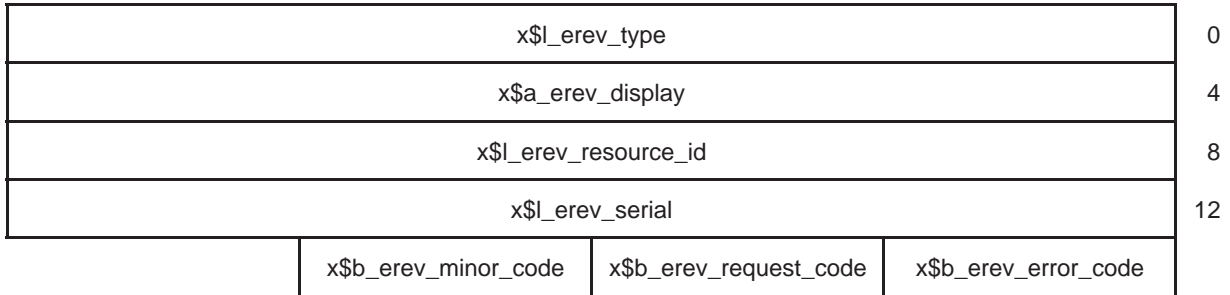 x$l_erev_type 0
x$a_erev_display 4
x$l_erev_resource_id 8
x$l_erev_serial 12
x$b_erev_minor_code x$b_erev_request_code x$b_erev_error_code